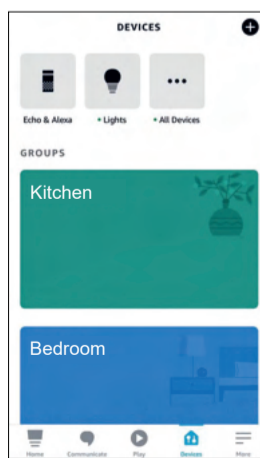 DEVICES
Echo & Alexa
• Lights
• All Devices
GROUPS
Kitchen
Bedroom
Home
Communicate
Play
Devices
More